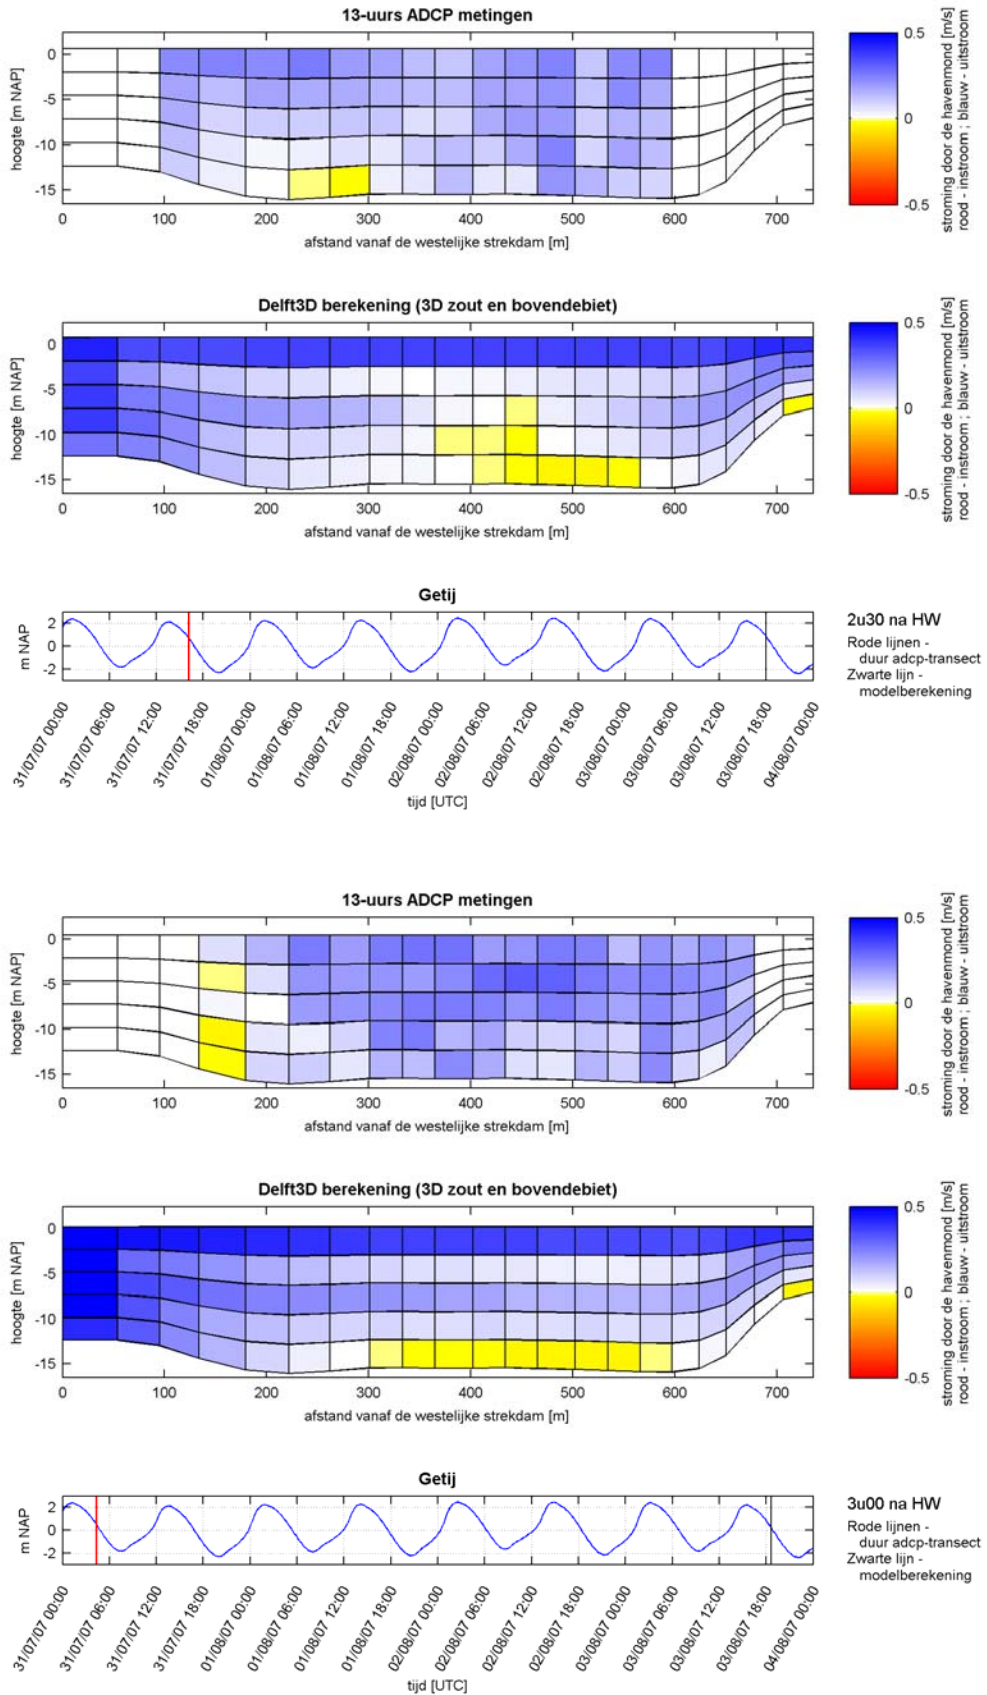 13-uurs ADCP metingen
hoogte [m NAP]
0
-5
-10
-15
0 100 200 300 400 500 600 700
afstand vanaf de westelijke strekdam [m]
0.5
0
-0.5
stroming door de havenmond [m/s]
rood - instroom ; blauw - uitstroom
Delft3D berekening (3D zout en bovendebiet)
hoogte [m NAP]
0
-5
-10
-15
0 100 200 300 400 500 600 700
afstand vanaf de westelijke strekdam [m]
0.5
0
-0.5
stroming door de havenmond [m/s]
rood - instroom ; blauw - uitstroom
Getij
m NAP
2
0
-2
31/07/07 00:00
31/07/07 06:00
31/07/07 12:00
31/07/07 18:00
01/08/07 00:00
01/08/07 06:00
01/08/07 12:00
01/08/07 18:00
02/08/07 00:00
02/08/07 06:00
02/08/07 12:00
02/08/07 18:00
03/08/07 00:00
03/08/07 06:00
03/08/07 12:00
03/08/07 18:00
04/08/07 00:00
tijd [UTC]
2u30 na HW
Rode lijnen -
duur adcp-transect
Zwarte lijn -
modelberekening
13-uurs ADCP metingen
hoogte [m NAP]
0
-5
-10
-15
0 100 200 300 400 500 600 700
afstand vanaf de westelijke strekdam [m]
0.5
0
-0.5
stroming door de havenmond [m/s]
rood - instroom ; blauw - uitstroom
Delft3D berekening (3D zout en bovendebiet)
hoogte [m NAP]
0
-5
-10
-15
0 100 200 300 400 500 600 700
afstand vanaf de westelijke strekdam [m]
0.5
0
-0.5
stroming door de havenmond [m/s]
rood - instroom ; blauw - uitstroom
Getij
m NAP
2
0
-2
31/07/07 00:00
31/07/07 06:00
31/07/07 12:00
31/07/07 18:00
01/08/07 00:00
01/08/07 06:00
01/08/07 12:00
01/08/07 18:00
02/08/07 00:00
02/08/07 06:00
02/08/07 12:00
02/08/07 18:00
03/08/07 00:00
03/08/07 06:00
03/08/07 12:00
03/08/07 18:00
04/08/07 00:00
tijd [UTC]
3u00 na HW
Rode lijnen -
duur adcp-transect
Zwarte lijn -
modelberekening